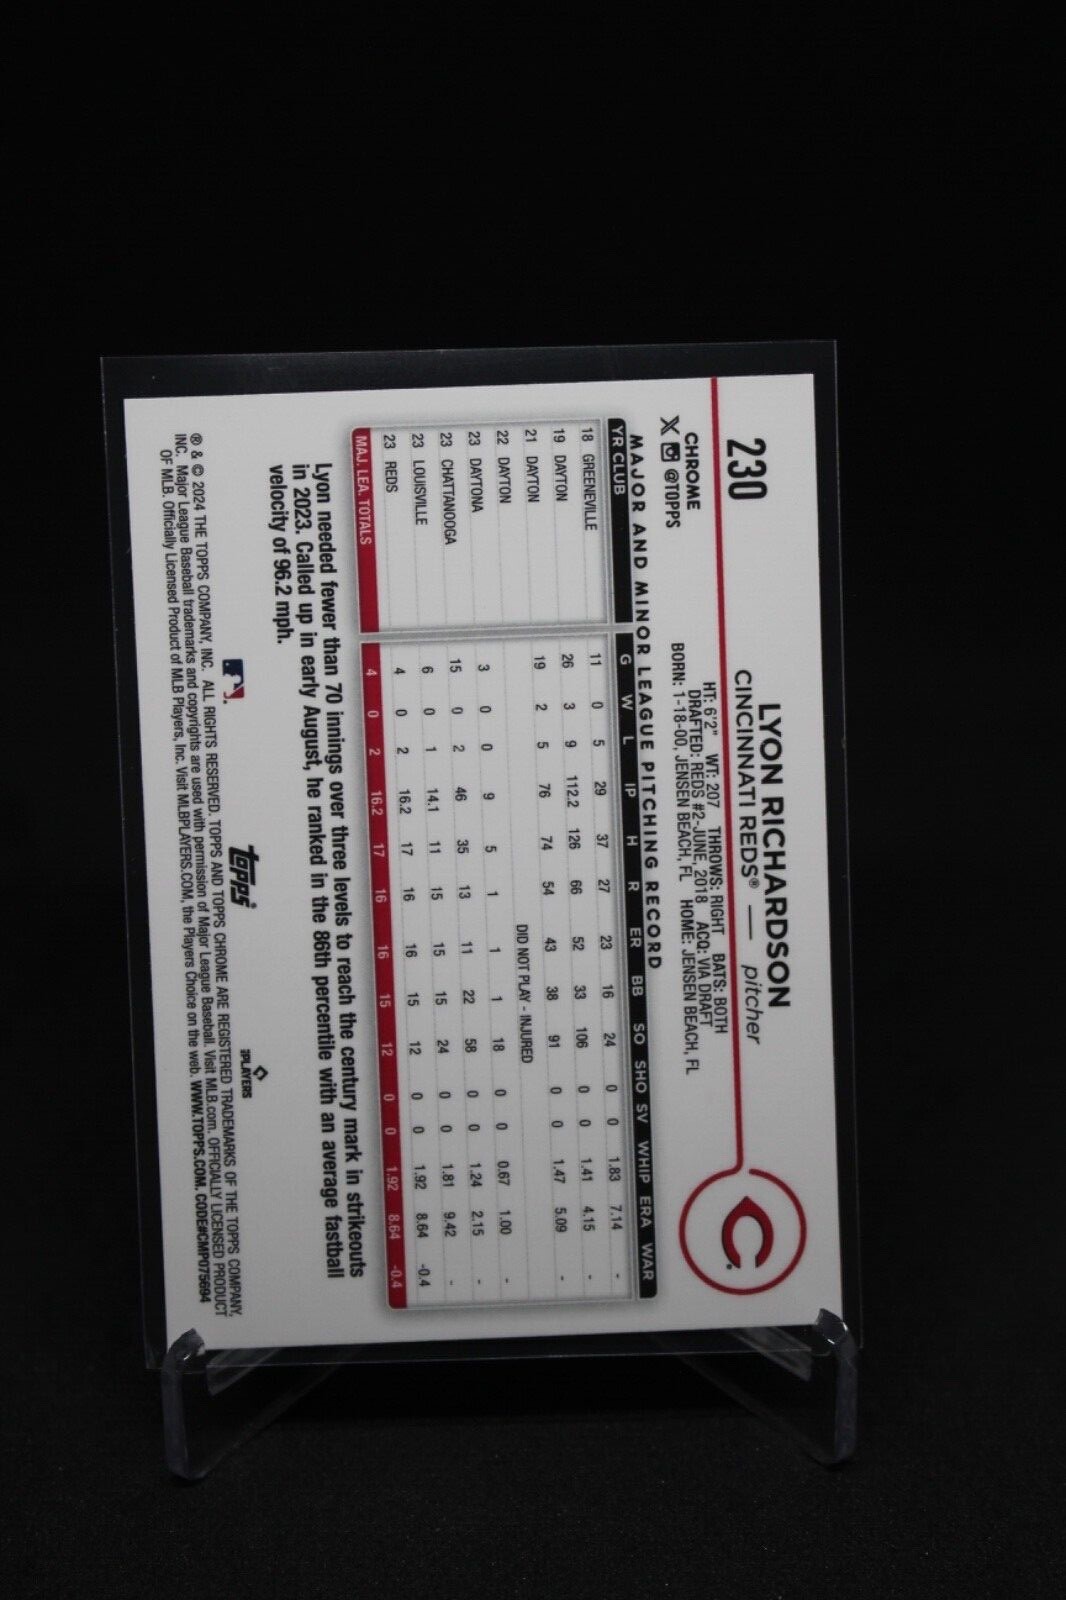 230
LYON RICHARDSON
CINCINNATI REDS® — pitcher
CHROME
@TOPPS
HT: 6'2" WT: 207 THROWS: RIGHT BATS: BOTH
DRAFTED: REDS #2-JUNE, 2018 ACQ: VIA DRAFT
BORN: 1-18-00, JENSEN BEACH, FL HOME: JENSEN BEACH, FL
C
MAJOR AND MINOR LEAGUE PITCHING RECORD
YR CLUB G W L IP H R ER BB SO SHO SV WHIP ERA WAR
18 GREENEVILLE 11 0 5 29 37 27 23 16 24 0 0 1.83 7.14 -
19 DAYTON 26 3 9 112.2 126 66 52 33 106 0 0 1.41 4.15 -
21 DAYTON 19 2 5 76 74 54 43 38 91 0 0 1.47 5.09 -
22 DAYTON DID NOT PLAY - INJURED
23 DAYTONA 3 0 0 9 5 1 1 1 18 0 0 0.67 1.00 -
23 CHATTANOOGA 15 0 2 46 35 13 11 22 58 0 0 1.24 2.15 -
23 LOUISVILLE 6 0 1 14.1 11 15 15 15 24 0 0 1.81 9.42 -
23 REDS 4 0 2 16.2 17 16 16 15 12 0 0 1.92 8.64 -0.4
MAJ. LEA. TOTALS 4 0 2 16.2 17 16 16 15 12 0 0 1.92 8.64 -0.4
Lyon needed fewer than 70 innings over three levels to reach the century mark in strikeouts
in 2023. Called up in early August, he ranked in the 86th percentile with an average fastball
velocity of 96.2 mph.
topps®
PLAYERS
® & © 2024 THE TOPPS COMPANY, INC. ALL RIGHTS RESERVED. TOPPS AND TOPPS CHROME ARE REGISTERED TRADEMARKS OF THE TOPPS COMPANY,
INC. Major League Baseball trademarks and copyrights are used with permission of Major League Baseball. Visit MLB.com. OFFICIALLY LICENSED PRODUCT
OF MLB. Officially Licensed Product of MLB Players, Inc. Visit MLBPLAYERS.COM, the Players Choice on the web. WWW.TOPPS.COM. CODE#CMP075694